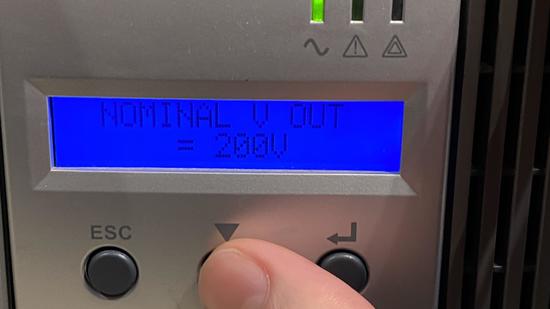 NOMINAL V OUT
= 200V
ESC